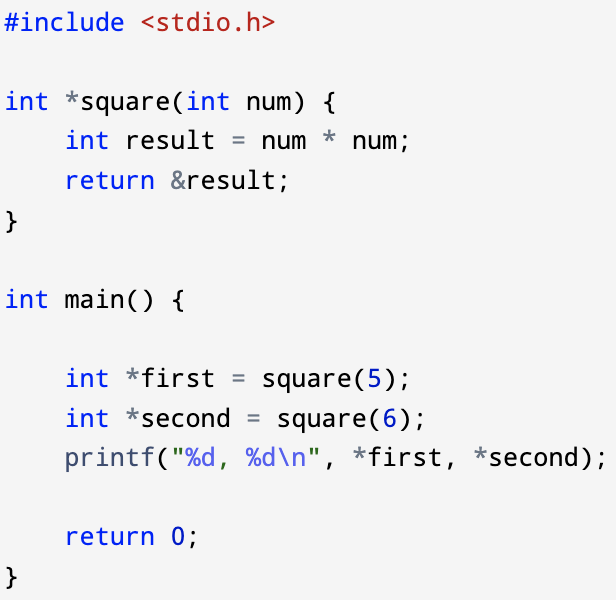 #include <stdio.h>

int *square(int num) {
    int result = num * num;
    return &result;
}

int main() {

    int *first = square(5);
    int *second = square(6);
    printf("%d, %d\n", *first, *second);

    return 0;
}